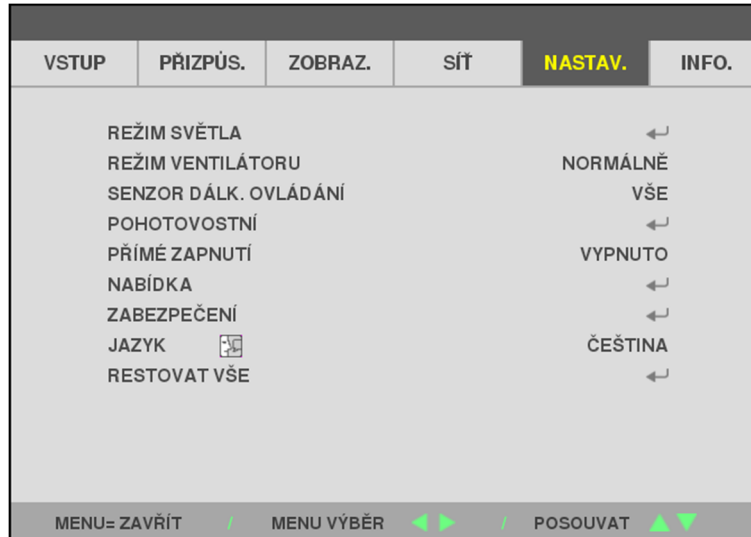 VSTUP PŘIZPŮS. ZOBRAZ. SÍŤ NASTAV. INFO.
REŽIM SVĚTLA
REŽIM VENTILÁTORU NORMÁLNĚ
SENZOR DÁLK. OVLÁDÁNÍ VŠE
POHOTOVOSTNÍ
PŘÍMÉ ZAPNUTÍ VYPNUTO
NABÍDKA
ZABEZPEČENÍ
JAZYK ČEŠTINA
RESTOVAT VŠE
MENU= ZAVŘÍT / MENU VÝBĚR ◀ ▶ / POSOUVAT ▲ ▼